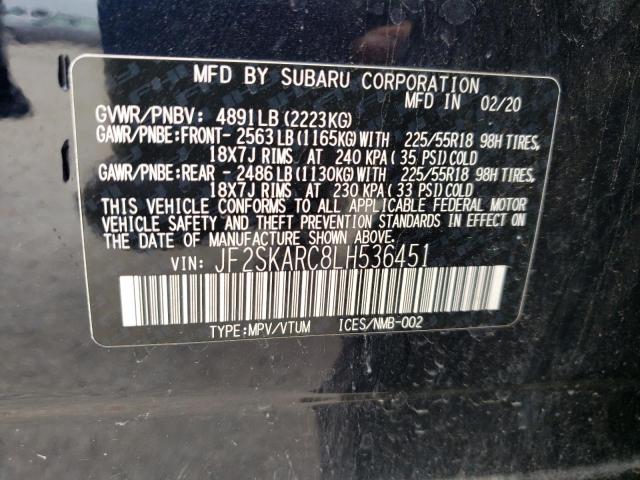 MFD BY SUBARU CORPORATION
MFD IN 02/20
GVWR/PNBV: 4891LB (2223KG)
GAWR/PNBE:FRONT- 2563LB (1165KG) WITH 225/55R18 98H TIRES,
18X7J RIMS AT 240 KPA (35 PSI) COLD
GAWR/PNBE:REAR - 2486LB (1130KG) WITH 225/55R18 98H TIRES,
18X7J RIMS AT 230 KPA (33 PSI) COLD
THIS VEHICLE CONFORMS TO ALL APPLICABLE FEDERAL MOTOR
VEHICLE SAFETY AND THEFT PREVENTION STANDARDS IN EFFECT ON
THE DATE OF MANUFACTURE SHOWN ABOVE.
VIN: JF2SKARC8LH536451
TYPE:MPV/VTUM ICES/NMB-002